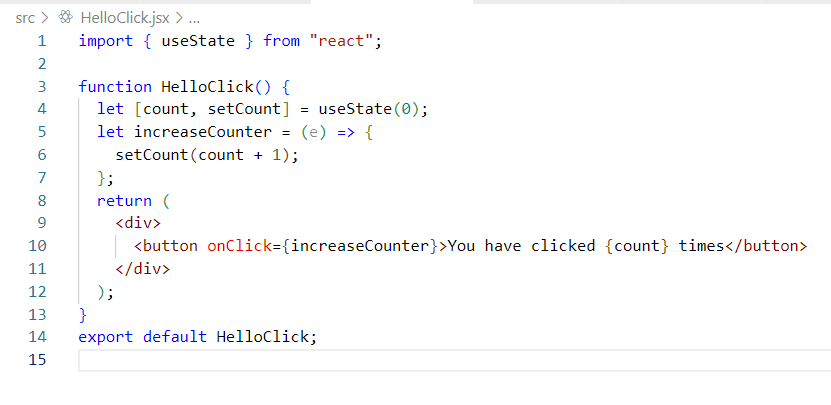 src > HelloClick.jsx > ...
1 import { useState } from "react";
2
3 function HelloClick() {
4 let [count, setCount] = useState(0);
5 let increaseCounter = (e) => {
6 setCount(count + 1);
7 };
8 return (
9 <div>
10 <button onClick={increaseCounter}>You have clicked {count} times</button>
11 </div>
12 );
13 }
14 export default HelloClick;
15